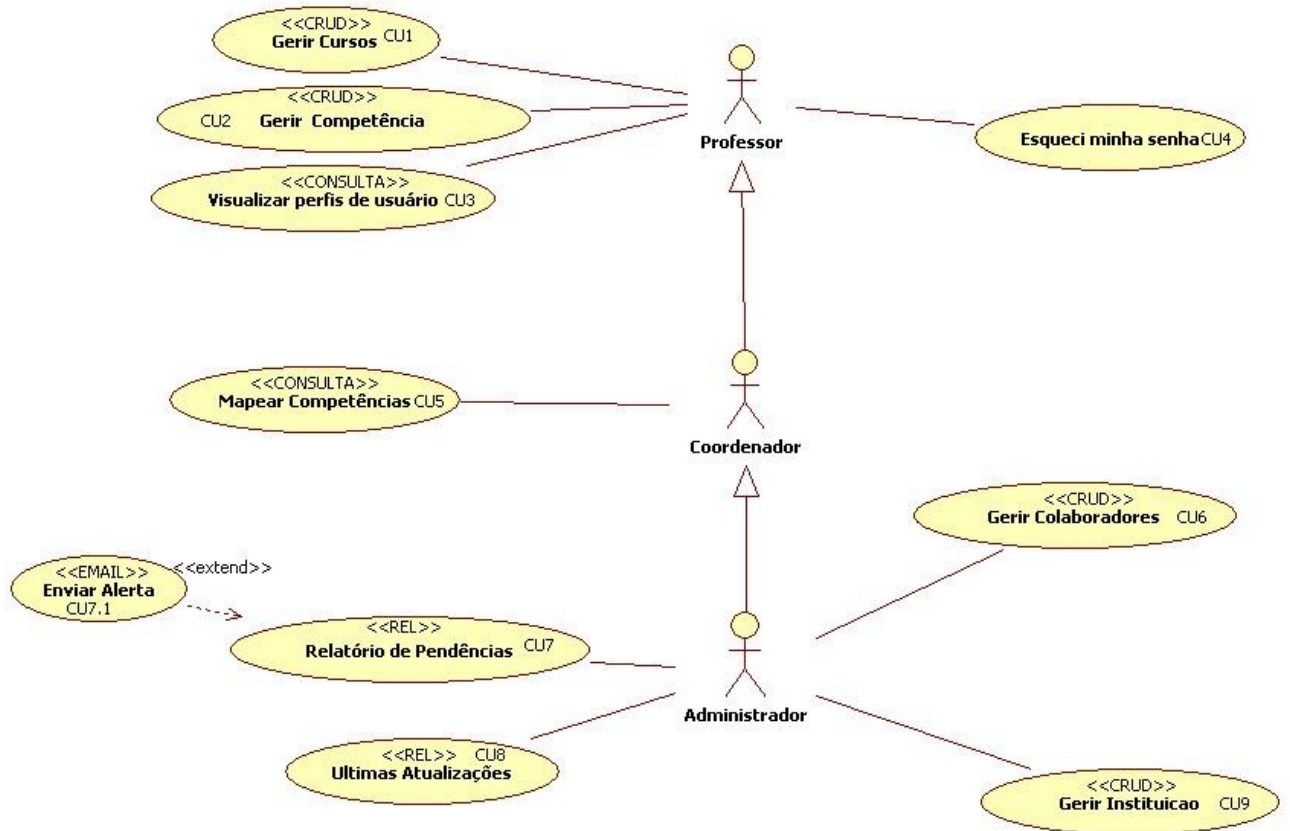 <<CRUD>>
Gerir Cursos CU1
<<CRUD>>
CU2 Gerir Competência
<<CONSULTA>>
Visualizar perfis de usuário CU3
Professor
Esqueci minha senha CU4
<<CONSULTA>>
Mapear Competências CU5
Coordenador
<<CRUD>>
Gerir Colaboradores CU6
<<EMAIL>>
Enviar Alerta
CU7.1
<<extend>>
<<REL>>
Relatório de Pendências CU7
Administrador
<<REL>> CU8
Ultimas Atualizações
<<CRUD>>
Gerir Instituicao CU9